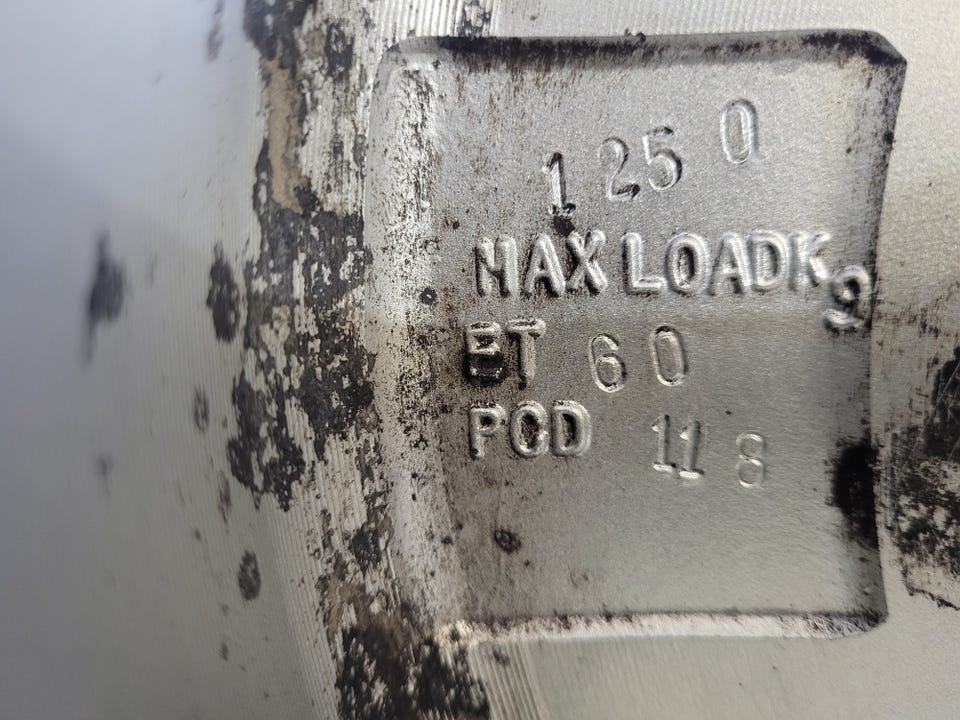 1250
MAX LOADKg
ET 60
PCD 118